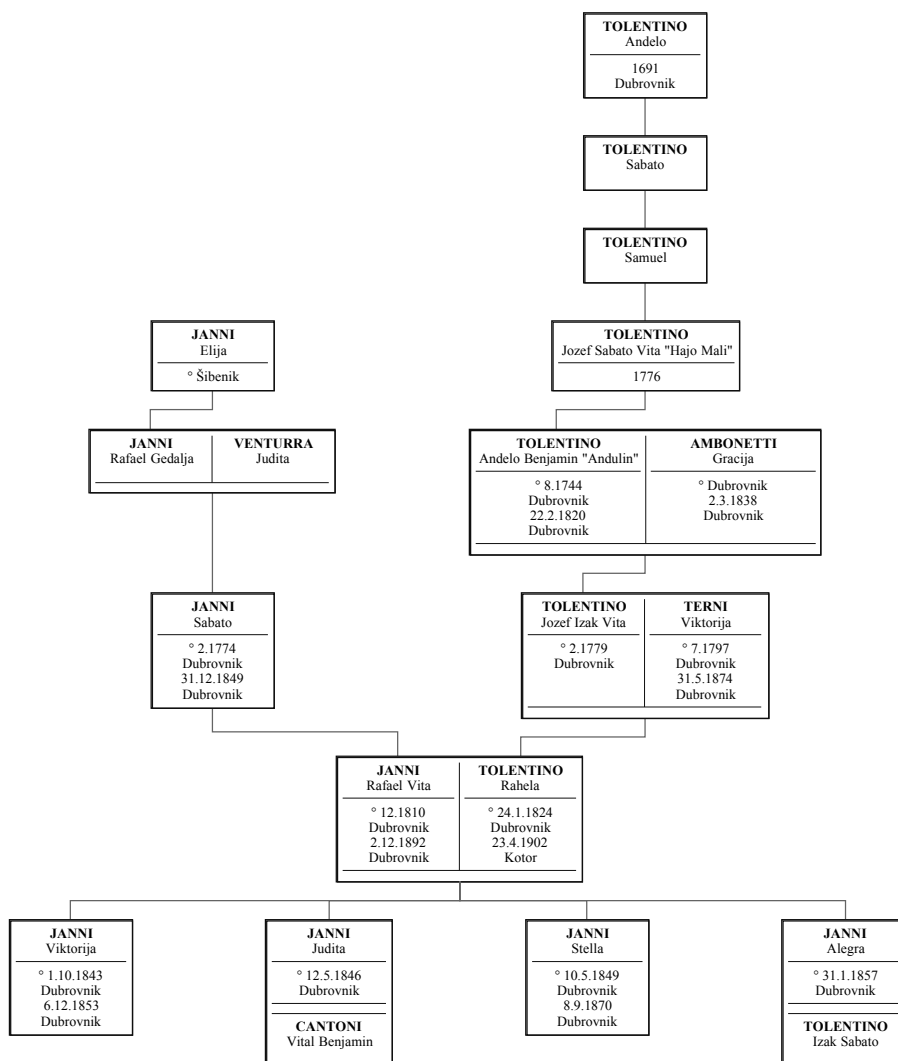 TOLENTINO
Andelo
1691
Dubrovnik
TOLENTINO
Sabato
TOLENTINO
Samuel
JANNI
Elija
° Šibenik
TOLENTINO
Jozef Sabato Vita "Hajo Mali"
1776
JANNI
Rafael Gedalja
VENTURRA
Judita
TOLENTINO
Andelo Benjamin "Andulin"
° 8.1744
Dubrovnik
22.2.1820
Dubrovnik
AMBONETTI
Gracija
° Dubrovnik
2.3.1838
Dubrovnik
JANNI
Sabato
° 2.1774
Dubrovnik
31.12.1849
Dubrovnik
TOLENTINO
Jozef Izak Vita
° 2.1779
Dubrovnik
TERNI
Viktorija
° 7.1797
Dubrovnik
31.5.1874
Dubrovnik
JANNI
Rafael Vita
° 12.1810
Dubrovnik
2.12.1892
Dubrovnik
TOLENTINO
Rahela
° 24.1.1824
Dubrovnik
23.4.1902
Kotor
JANNI
Viktorija
° 1.10.1843
Dubrovnik
6.12.1853
Dubrovnik
JANNI
Judita
° 12.5.1846
Dubrovnik
CANTONI
Vital Benjamin
JANNI
Stella
° 10.5.1849
Dubrovnik
8.9.1870
Dubrovnik
JANNI
Alegra
° 31.1.1857
Dubrovnik
TOLENTINO
Izak Sabato